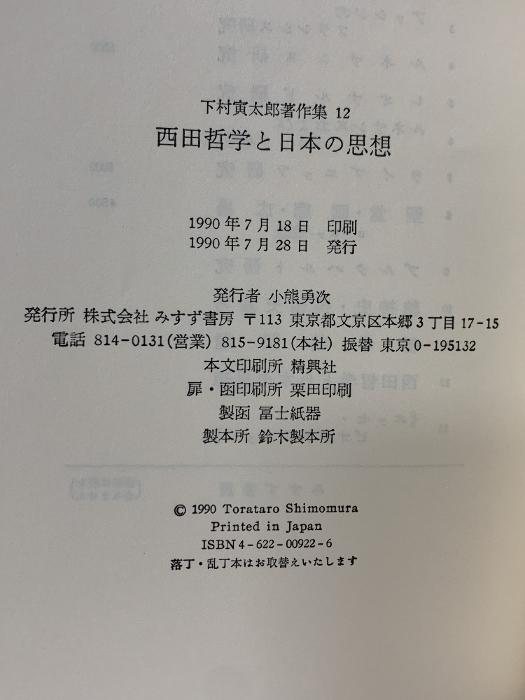 下村寅太郎著作集 12
西田哲学と日本の思想
1990年7月18日 印刷
1990年7月28日 発行
発行者 小熊勇次
発行所 株式会社 みすず書房 〒113 東京都文京区本郷3丁目17-15
電話 814-0131(営業) 815-9181(本社) 振替 東京0-195132
本文印刷所 精興社
扉・函印刷所 栗田印刷
製函 冨士紙器
製本所 鈴木製本所
© 1990 Torataro Shimomura
Printed in Japan
ISBN4-622-00922-6
落丁・乱丁本はお取替えいたします